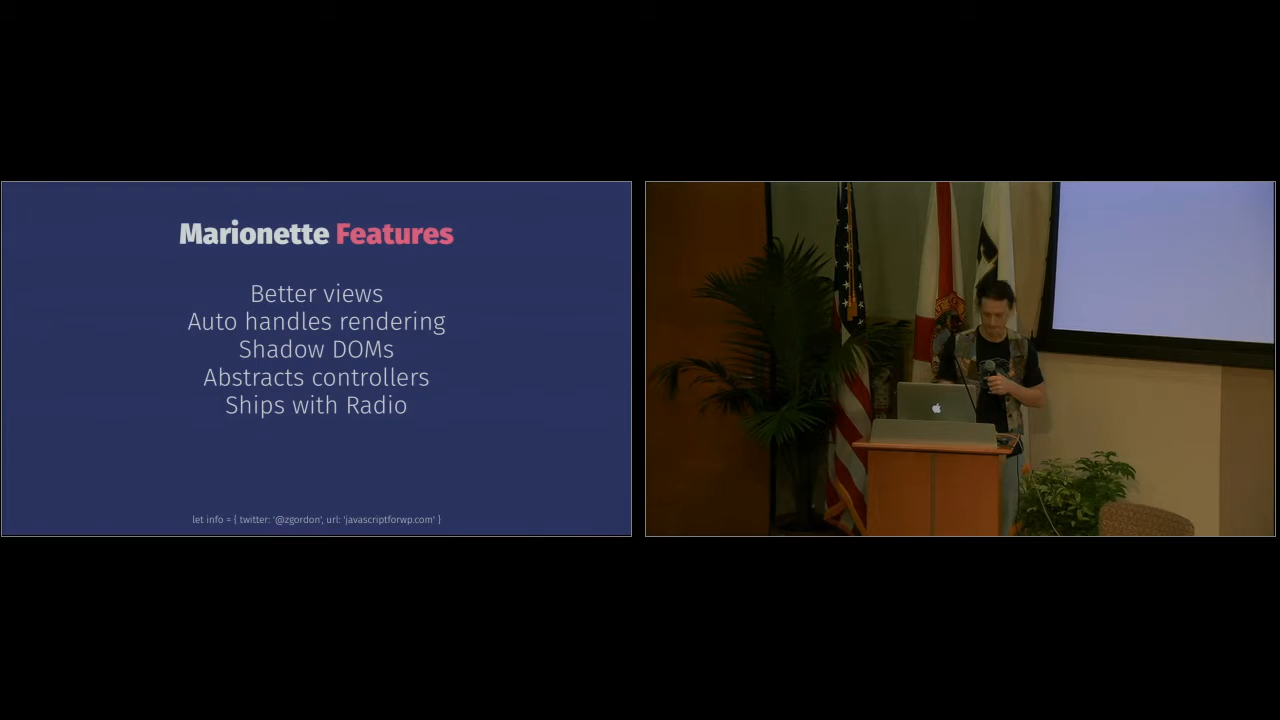 Marionette Features
Better views
Auto handles rendering
Shadow DOMs
Abstracts controllers
Ships with Radio
let info = { twitter: '@zgordon', url: 'javascriptforwp.com' }